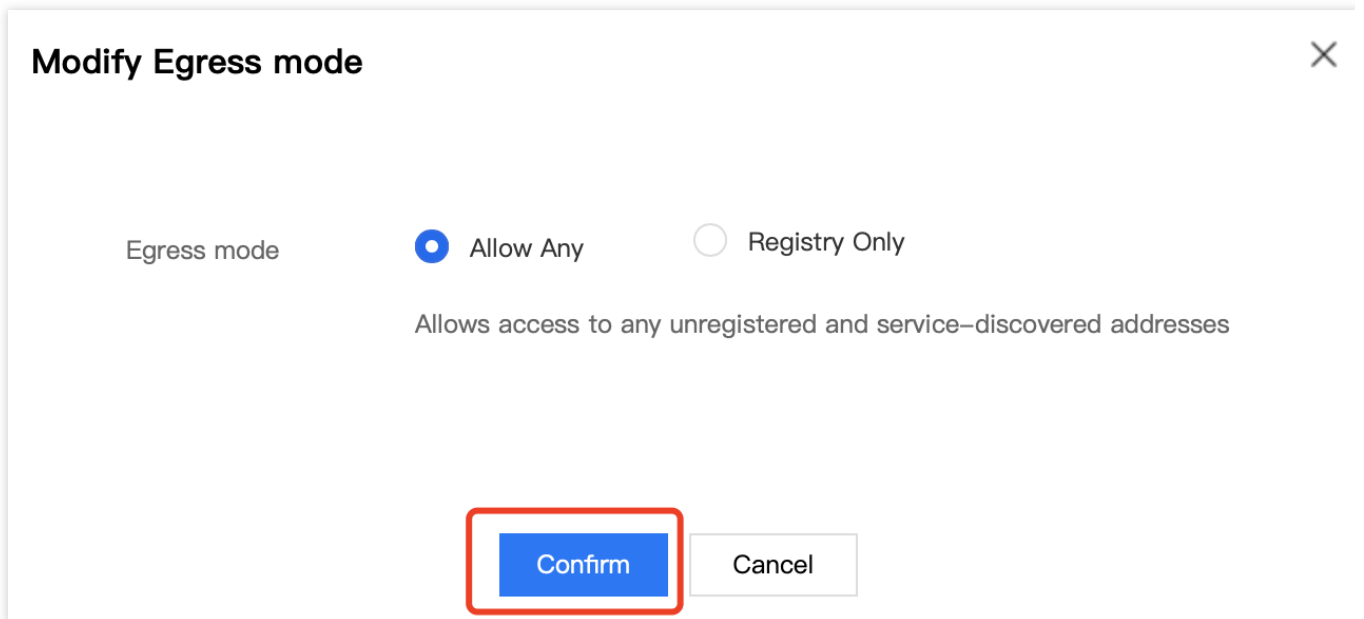 Modify Egress mode
Egress mode Allow Any Registry Only
Allows access to any unregistered and service-discovered addresses
Confirm Cancel